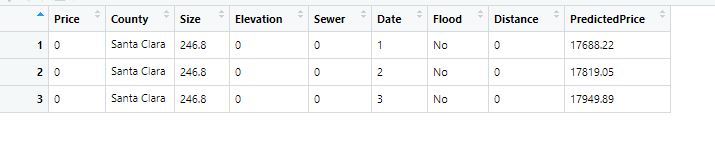 Price County Size Elevation Sewer Date Flood Distance PredictedPrice
1 0 Santa Clara 246.8 0 0 1 No 0 17688.22
2 0 Santa Clara 246.8 0 0 2 No 0 17819.05
3 0 Santa Clara 246.8 0 0 3 No 0 17949.89